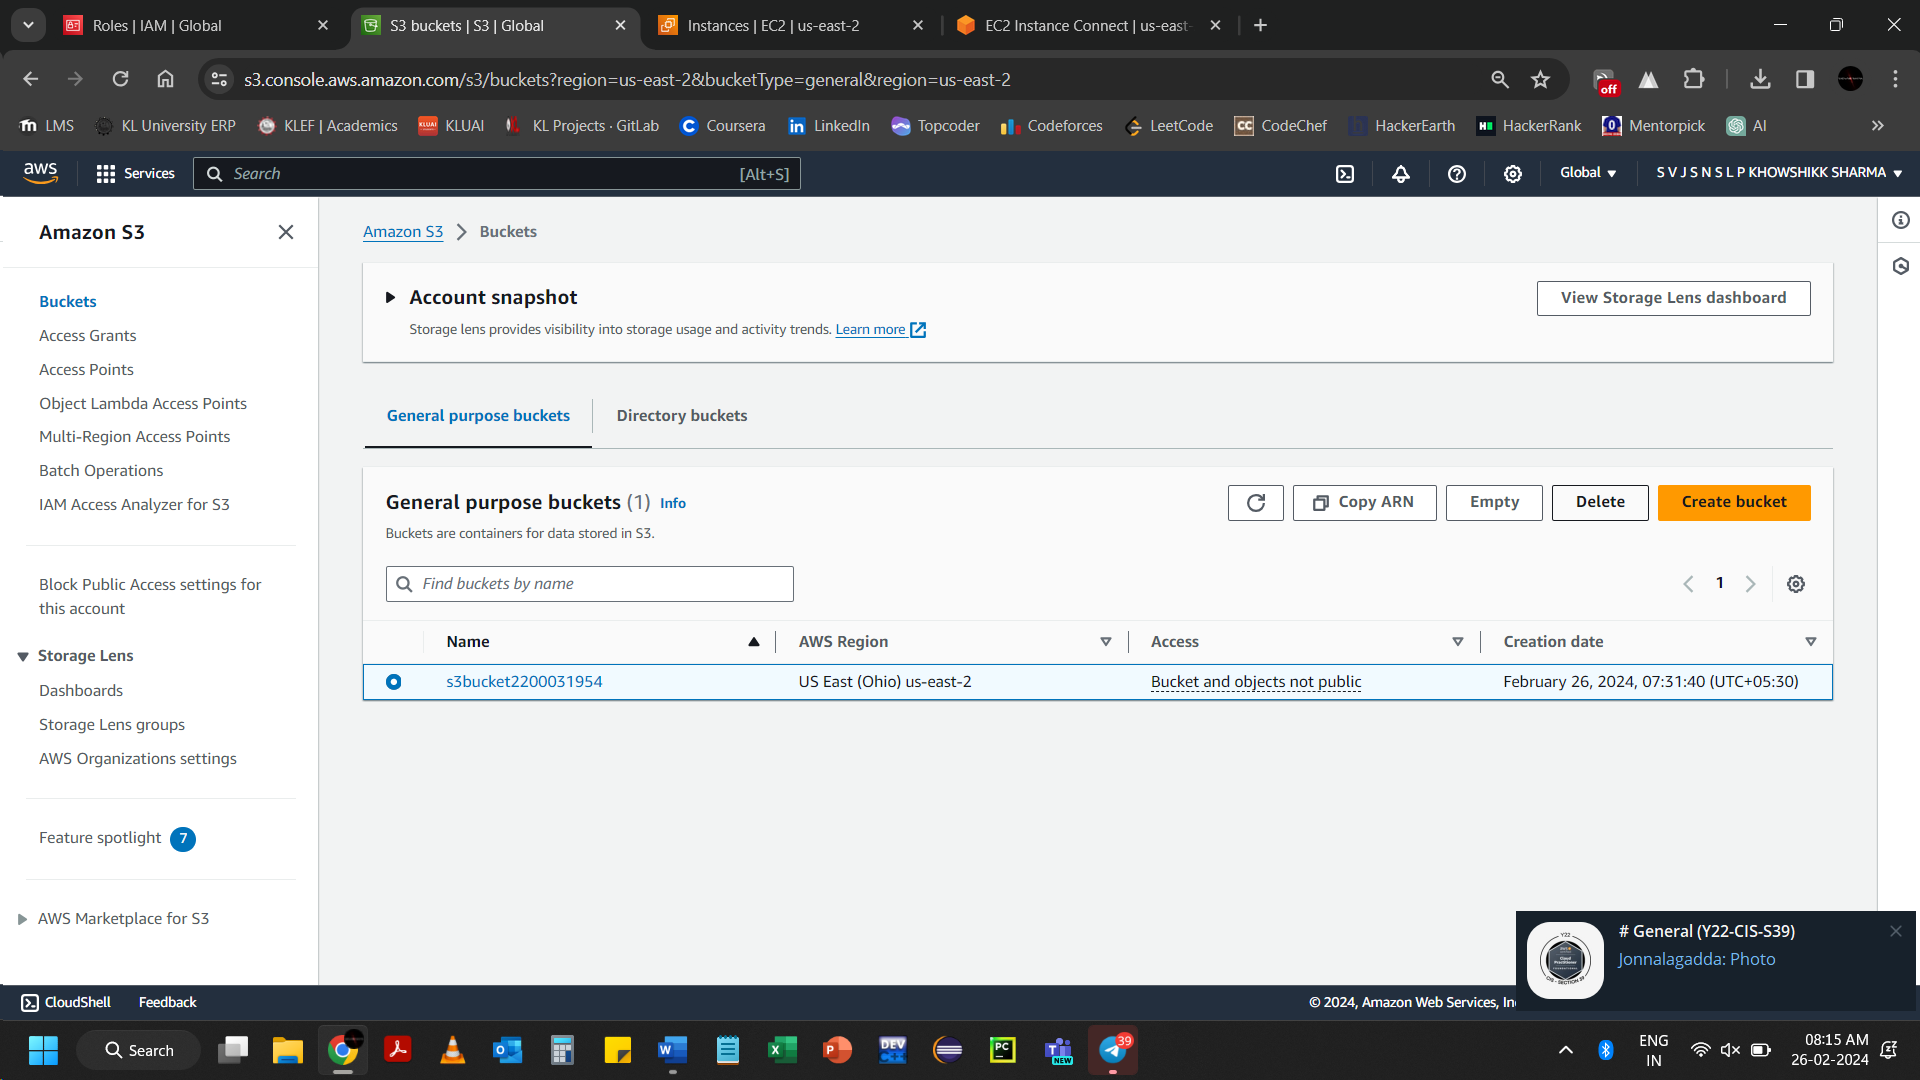 Roles | IAM | Global
S3 buckets | S3 | Global
Instances | EC2 | us-east-2
EC2 Instance Connect | us-east-
s3.console.aws.amazon.com/s3/buckets?region=us-east-2&bucketType=general&region=us-east-2
off
LMS
KL University ERP
KLEF | Academics
KLUAI
KL Projects · GitLab
Coursera
LinkedIn
Topcoder
Codeforces
LeetCode
CodeChef
HackerEarth
HackerRank
Mentorpick
AI
aws
Services
Search
[Alt+S]
Global
S V J S N S L P KHOWSHIKK SHARMA
Amazon S3
Buckets
Access Grants
Access Points
Object Lambda Access Points
Multi-Region Access Points
Batch Operations
IAM Access Analyzer for S3
Block Public Access settings for
this account
Storage Lens
Dashboards
Storage Lens groups
AWS Organizations settings
Feature spotlight 7
AWS Marketplace for S3
Amazon S3 > Buckets
Account snapshot
Storage lens provides visibility into storage usage and activity trends. Learn more
View Storage Lens dashboard
General purpose buckets
Directory buckets
General purpose buckets (1) Info
Buckets are containers for data stored in S3.
Copy ARN
Empty
Delete
Create bucket
Find buckets by name
1
Name
AWS Region
Access
Creation date
s3bucket2200031954
US East (Ohio) us-east-2
Bucket and objects not public
February 26, 2024, 07:31:40 (UTC+05:30)
# General (Y22-CIS-S39)
Jonnalagadda: Photo
CloudShell
Feedback
© 2024, Amazon Web Services, In
Search
DEV
PC
NEW
39
ENG
IN
08:15 AM
26-02-2024